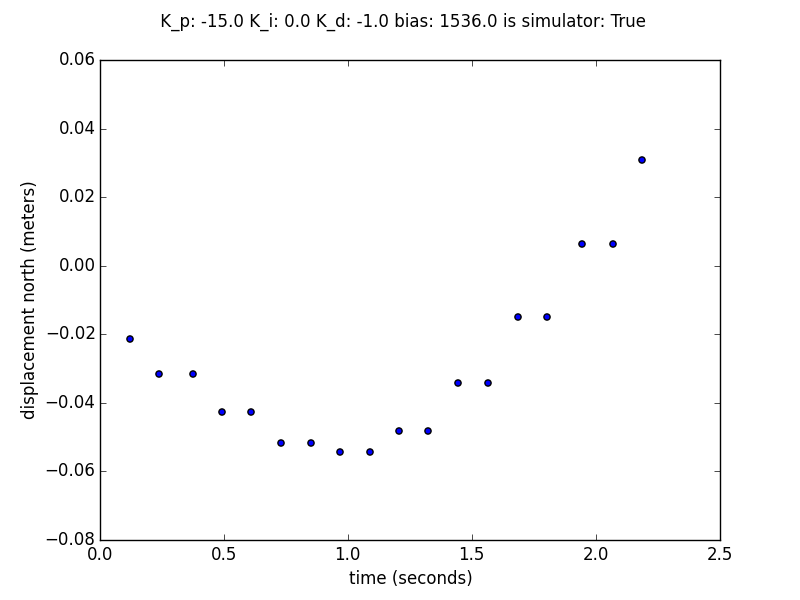 K_p: -15.0 K_i: 0.0 K_d: -1.0 bias: 1536.0 is simulator: True
0.06
0.04
0.02
0.00
−0.02
−0.04
−0.06
−0.08
displacement north (meters)
0.0 0.5 1.0 1.5 2.0 2.5
time (seconds)